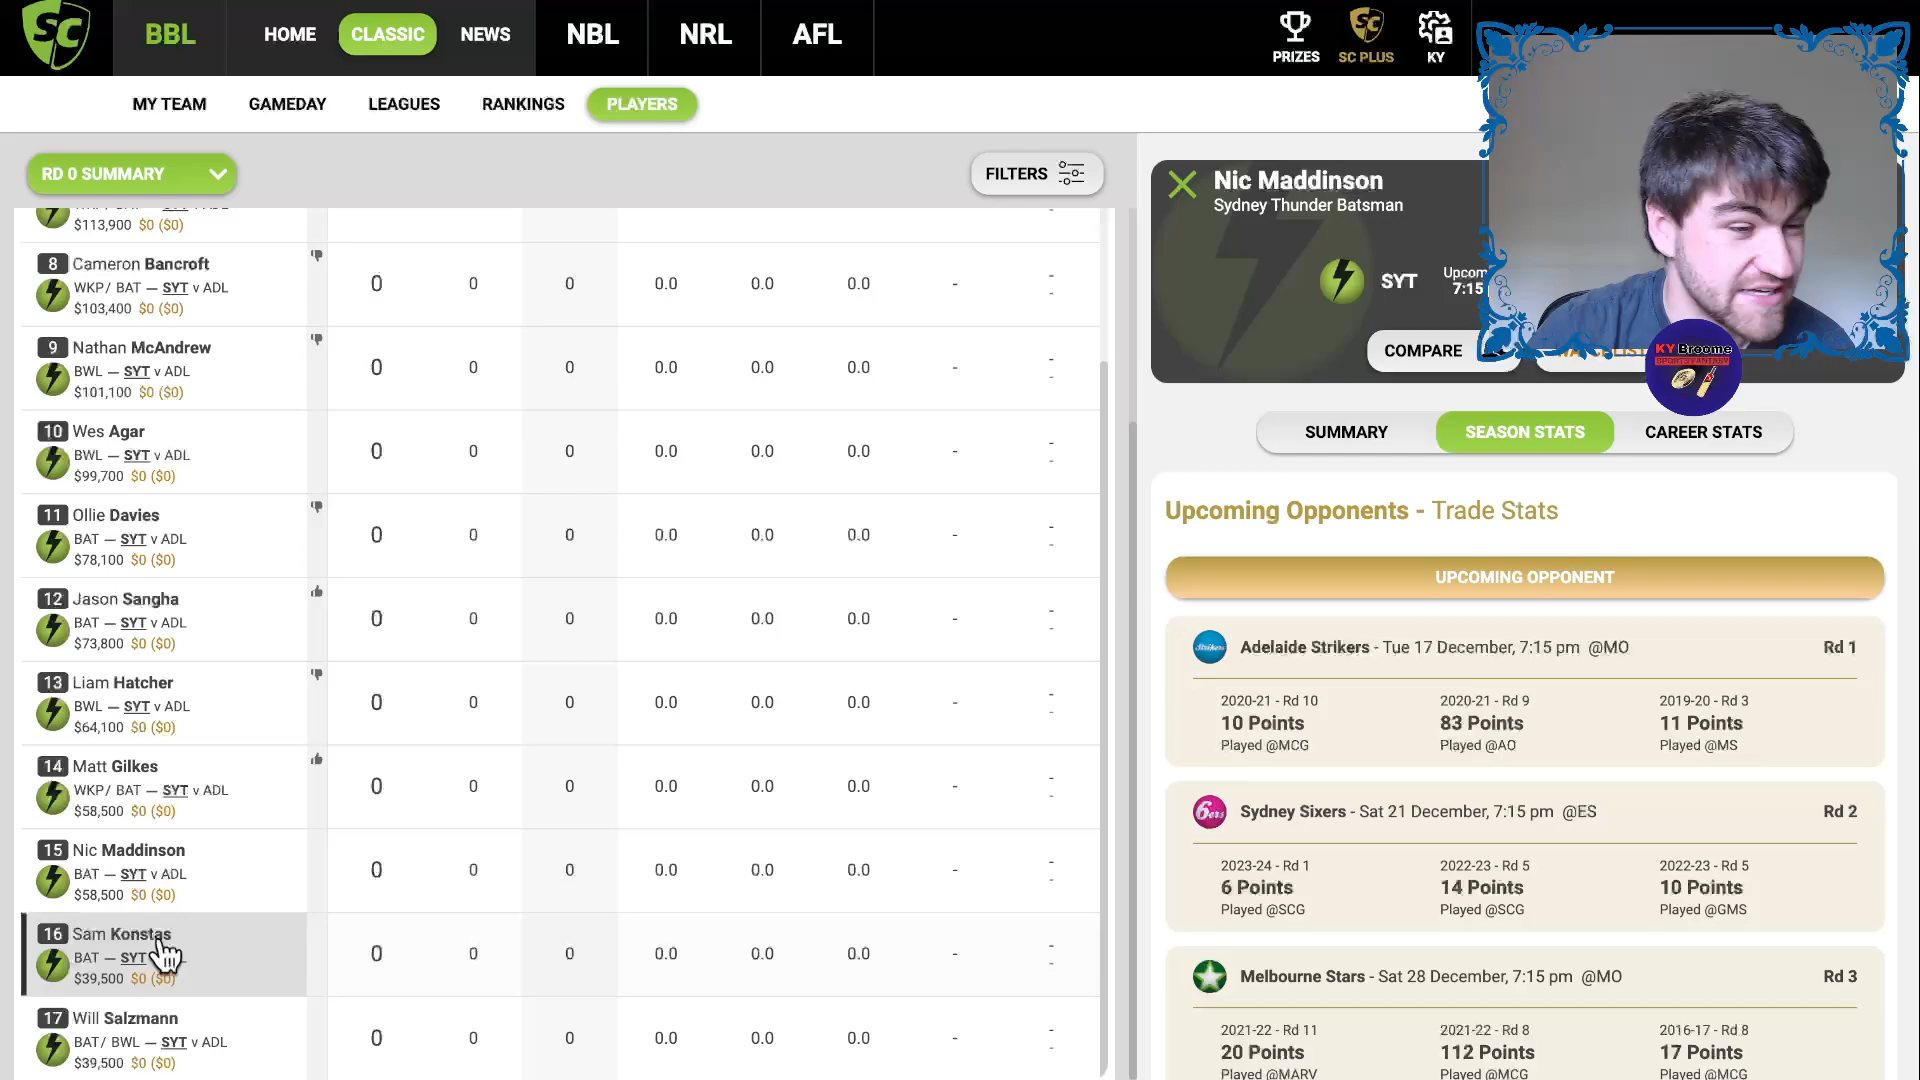 SC
BBL
HOME
CLASSIC
NEWS
NBL
NRL
AFL
PRIZES
SC PLUS
KY
MY TEAM
GAMEDAY
LEAGUES
RANKINGS
PLAYERS
RD 0 SUMMARY
FILTERS
$113,900 $0 ($0)
-
8 Cameron Bancroft
WKP/ BAT — SYT v ADL
$103,400 $0 ($0)
0 0 0 0.0 0.0 0.0 - -
-
9 Nathan McAndrew
BWL — SYT v ADL
$101,100 $0 ($0)
0 0 0 0.0 0.0 0.0 - -
-
10 Wes Agar
BWL — SYT v ADL
$99,700 $0 ($0)
0 0 0 0.0 0.0 0.0 - -
-
11 Ollie Davies
BAT — SYT v ADL
$78,100 $0 ($0)
0 0 0 0.0 0.0 0.0 - -
-
12 Jason Sangha
BAT — SYT v ADL
$73,800 $0 ($0)
0 0 0 0.0 0.0 0.0 - -
-
13 Liam Hatcher
BWL — SYT v ADL
$64,100 $0 ($0)
0 0 0 0.0 0.0 0.0 - -
-
14 Matt Gilkes
WKP/ BAT — SYT v ADL
$58,500 $0 ($0)
0 0 0 0.0 0.0 0.0 - -
-
15 Nic Maddinson
BAT — SYT v ADL
$58,500 $0 ($0)
0 0 0 0.0 0.0 0.0 - -
-
16 Sam Konstas
BAT — SYT
$39,500 $0 ($0)
0 0 0 0.0 0.0 0.0 - -
-
17 Will Salzmann
BAT/ BWL — SYT v ADL
$39,500 $0 ($0)
0 0 0 0.0 0.0 0.0 - -
-
Nic Maddinson
Sydney Thunder Batsman
SYT
Upcom
7:15
COMPARE
KY Broome
SPORTS FANTASY
SUMMARY
SEASON STATS
CAREER STATS
Upcoming Opponents - Trade Stats
UPCOMING OPPONENT
Strikers
Adelaide Strikers - Tue 17 December, 7:15 pm @MO
Rd 1
2020-21 - Rd 10
10 Points
Played @MCG
2020-21 - Rd 9
83 Points
Played @AO
2019-20 - Rd 3
11 Points
Played @MS
6ers
Sydney Sixers - Sat 21 December, 7:15 pm @ES
Rd 2
2023-24 - Rd 1
6 Points
Played @SCG
2022-23 - Rd 5
14 Points
Played @SCG
2022-23 - Rd 5
10 Points
Played @GMS
Melbourne Stars - Sat 28 December, 7:15 pm @MO
Rd 3
2021-22 - Rd 11
20 Points
Played @MARV
2021-22 - Rd 8
112 Points
Played @MCG
2016-17 - Rd 8
17 Points
Played @MCG